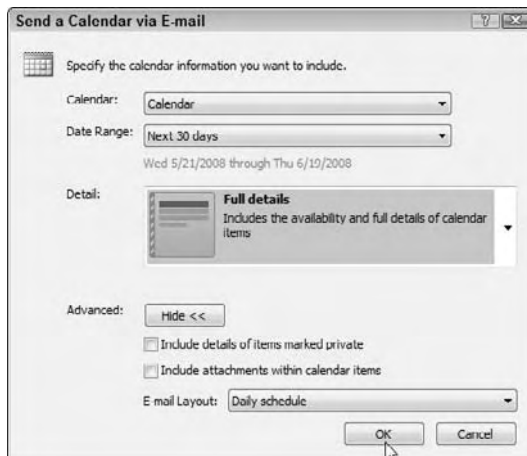 Send a Calendar via E-mail
Specify the calendar information you want to include.
Calendar: Calendar
Date Range: Next 30 days
Wed 5/21/2008 through Thu 6/19/2008
Detail: Full details
Includes the availability and full details of calendar
items
Advanced: Hide <<
Include details of items marked private
Include attachments within calendar items
E-mail Layout: Daily schedule
OK Cancel